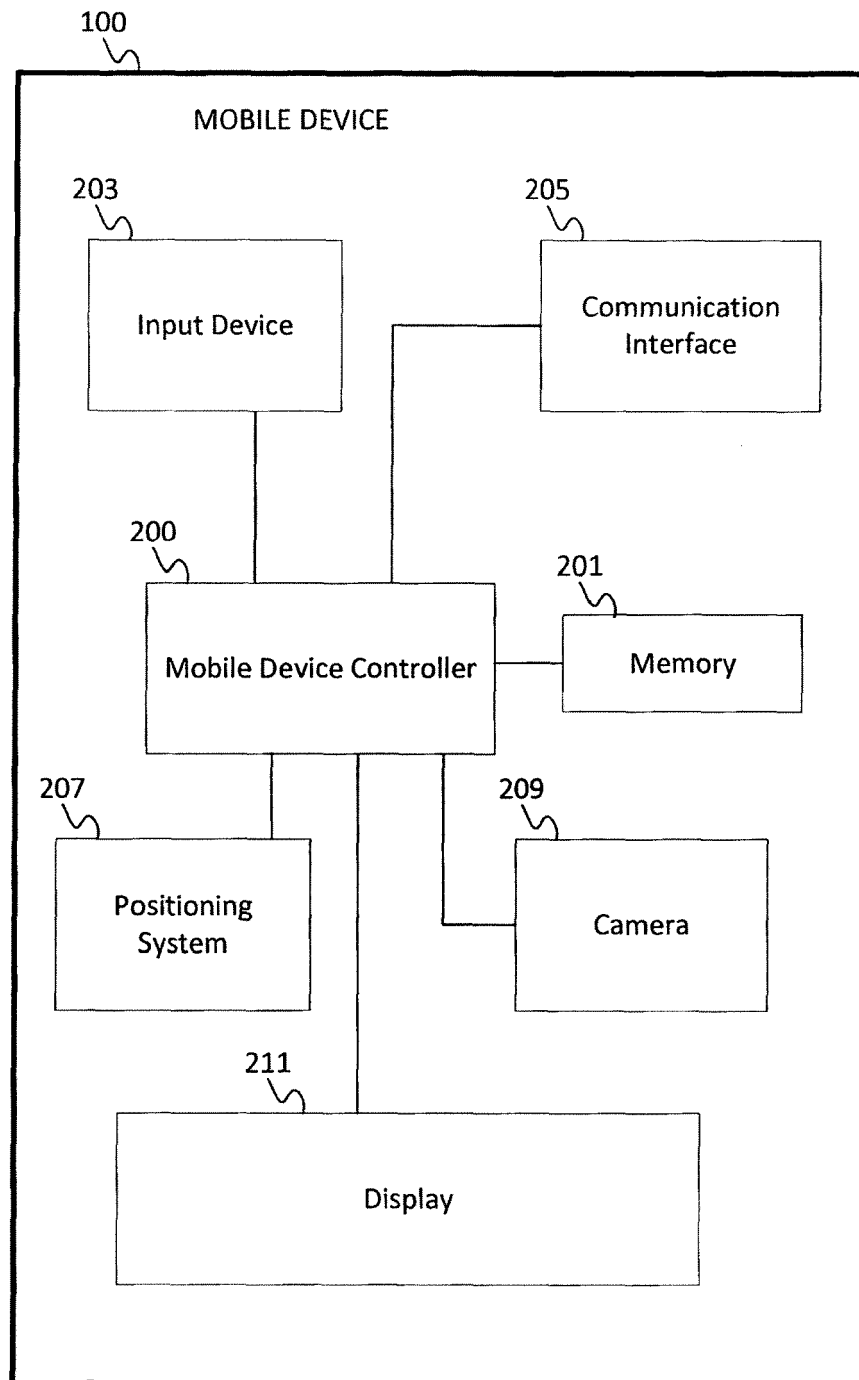 100
MOBILE DEVICE
203
205
Input Device
Communication
Interface
200
201
Mobile Device Controller
Memory
207
209
Positioning
System
Camera
211
Display